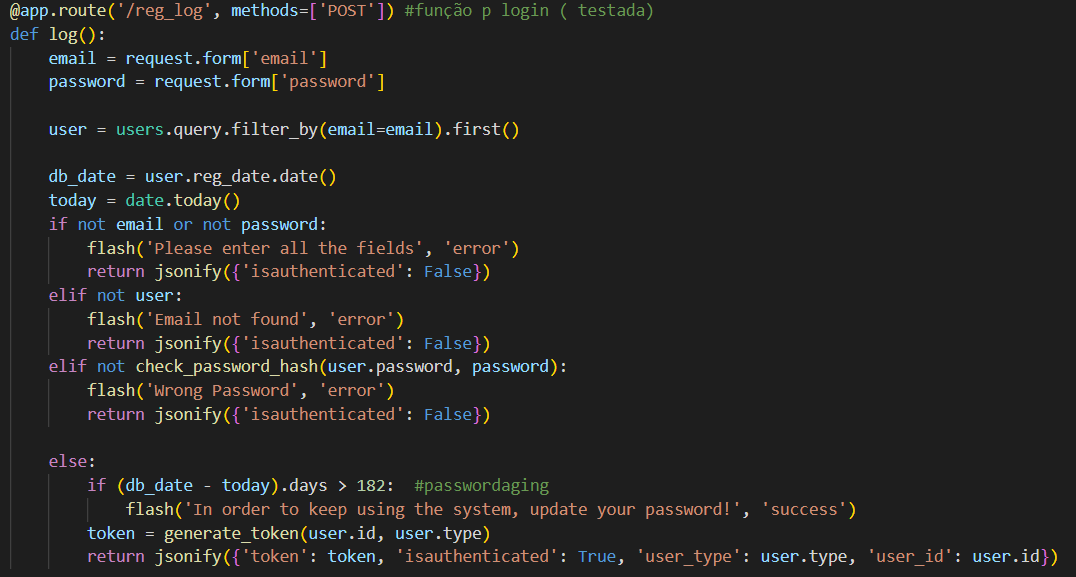 @app.route('/reg_log', methods=['POST']) #função p login ( testada)
def log():
    email = request.form['email']
    password = request.form['password']

    user = users.query.filter_by(email=email).first()

    db_date = user.reg_date.date()
    today = date.today()
    if not email or not password:
        flash('Please enter all the fields', 'error')
        return jsonify({'isauthenticated': False})
    elif not user:
        flash('Email not found', 'error')
        return jsonify({'isauthenticated': False})
    elif not check_password_hash(user.password, password):
        flash('Wrong Password', 'error')
        return jsonify({'isauthenticated': False})

    else:
        if (db_date - today).days > 182:  #passwordaging
            flash('In order to keep using the system, update your password!', 'success')
        token = generate_token(user.id, user.type)
        return jsonify({'token': token, 'isauthenticated': True, 'user_type': user.type, 'user_id': user.id})